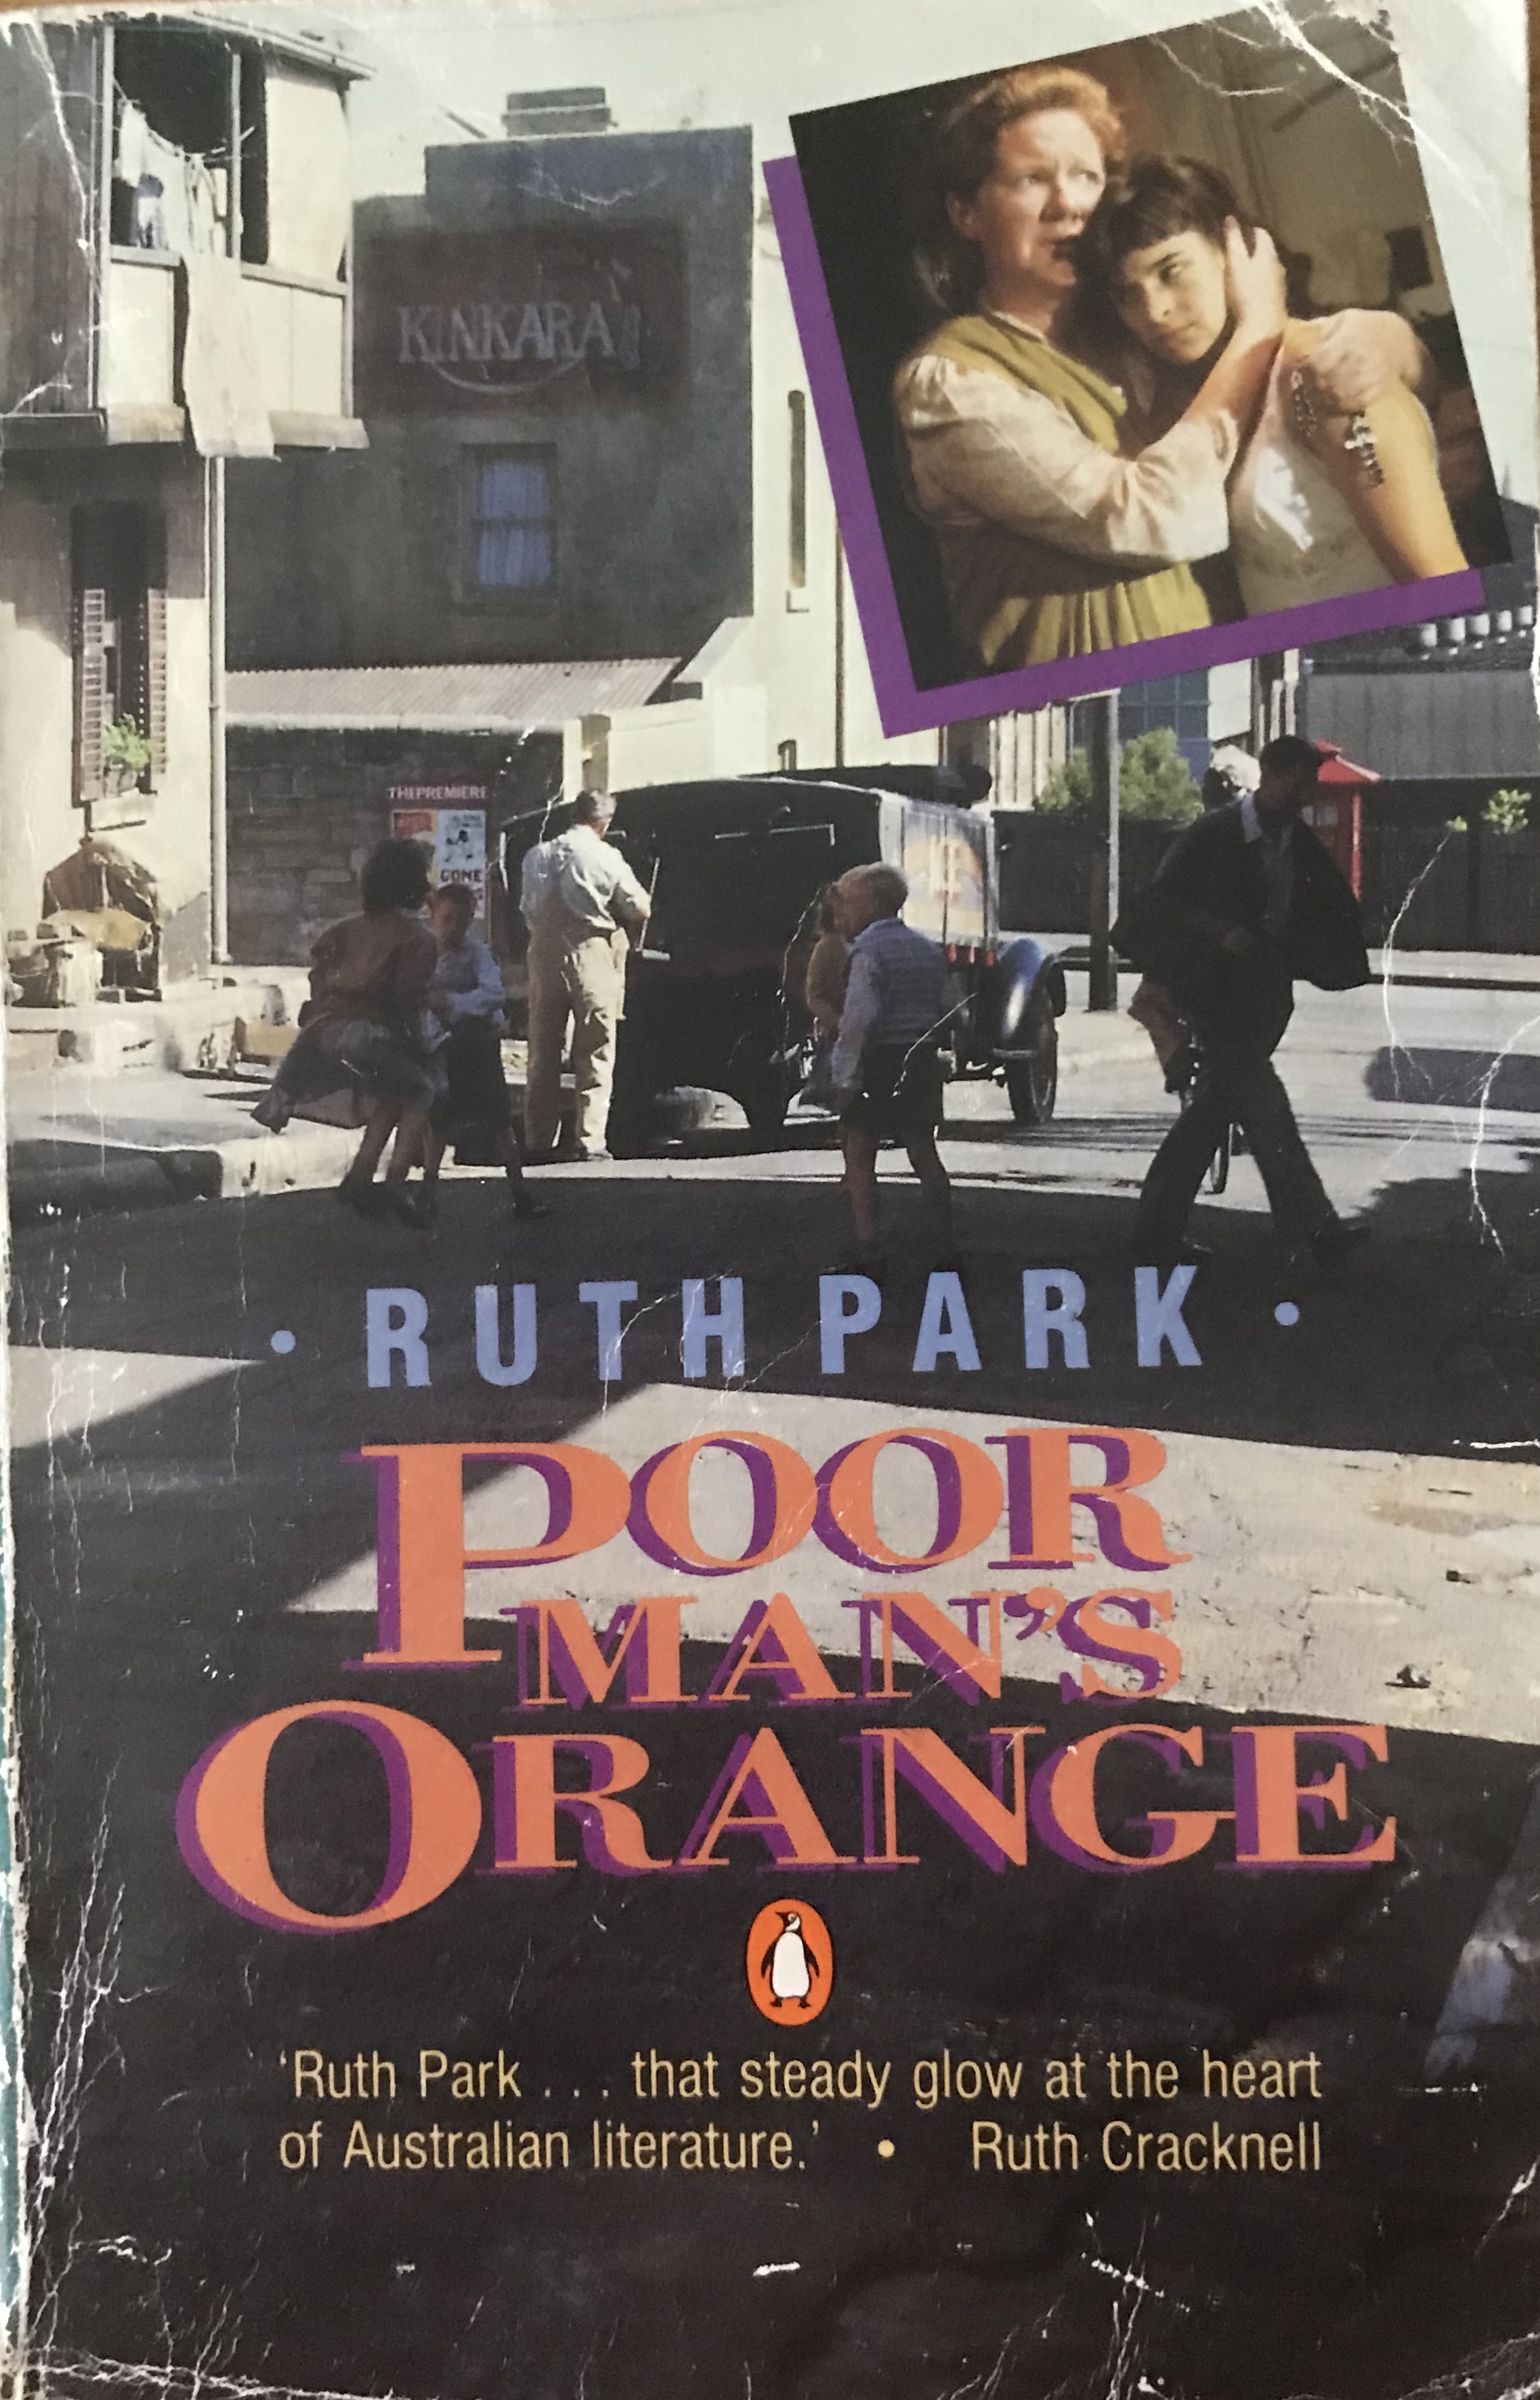 KINKARA
THE PREMIERE
GONE
• RUTH PARK •
POOR
MAN'S
ORANGE
'Ruth Park . . . that steady glow at the heart
of Australian literature.' • Ruth Cracknell